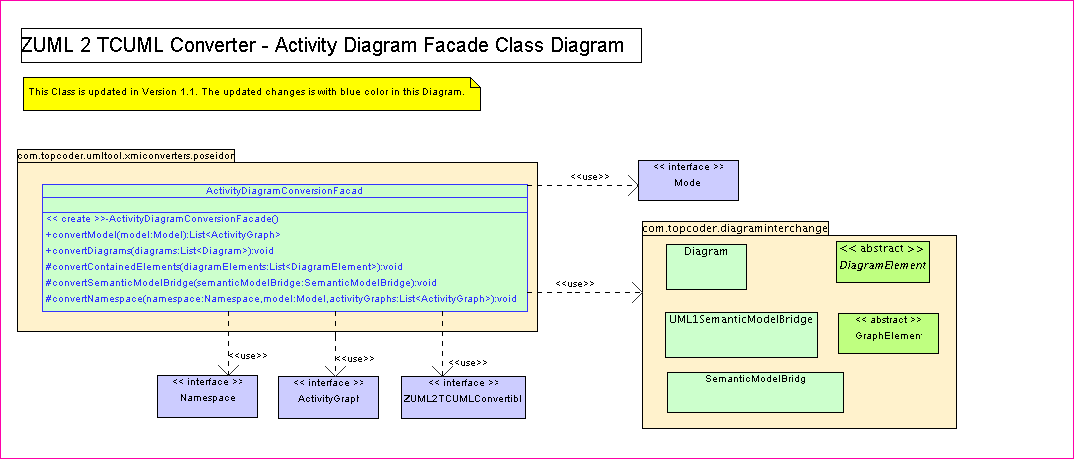 ZUML 2 TCUML Converter - Activity Diagram Facade Class Diagram
This Class is updated in Version 1.1. The updated changes is with blue color in this Diagram.
com.topcoder.umltool.xmiconverters.poseidon
ActivityDiagramConversionFacad
<< create >>-ActivityDiagramConversionFacade()
+convertModel(model:Model):List<ActivityGraph>
+convertDiagrams(diagrams:List<Diagram>):void
#convertContainedElements(diagramElements:List<DiagramElement>):void
#convertSemanticModelBridge(semanticModelBridge:SemanticModelBridge):void
#convertNamespace(namespace:Namespace,model:Model,activityGraphs:List<ActivityGraph>):void
<<use>>
<< interface >>
Mode
<<use>>
com.topcoder.diagraminterchange
Diagram
<< abstract >>
DiagramElement
UML1SemanticModelBridge
<< abstract >>
GraphElement
SemanticModelBridg
<<use>>
<<use>>
<<use>>
<< interface >>
Namespace
<< interface >>
ActivityGraph
<< interface >>
ZUML2TCUMLConvertibl